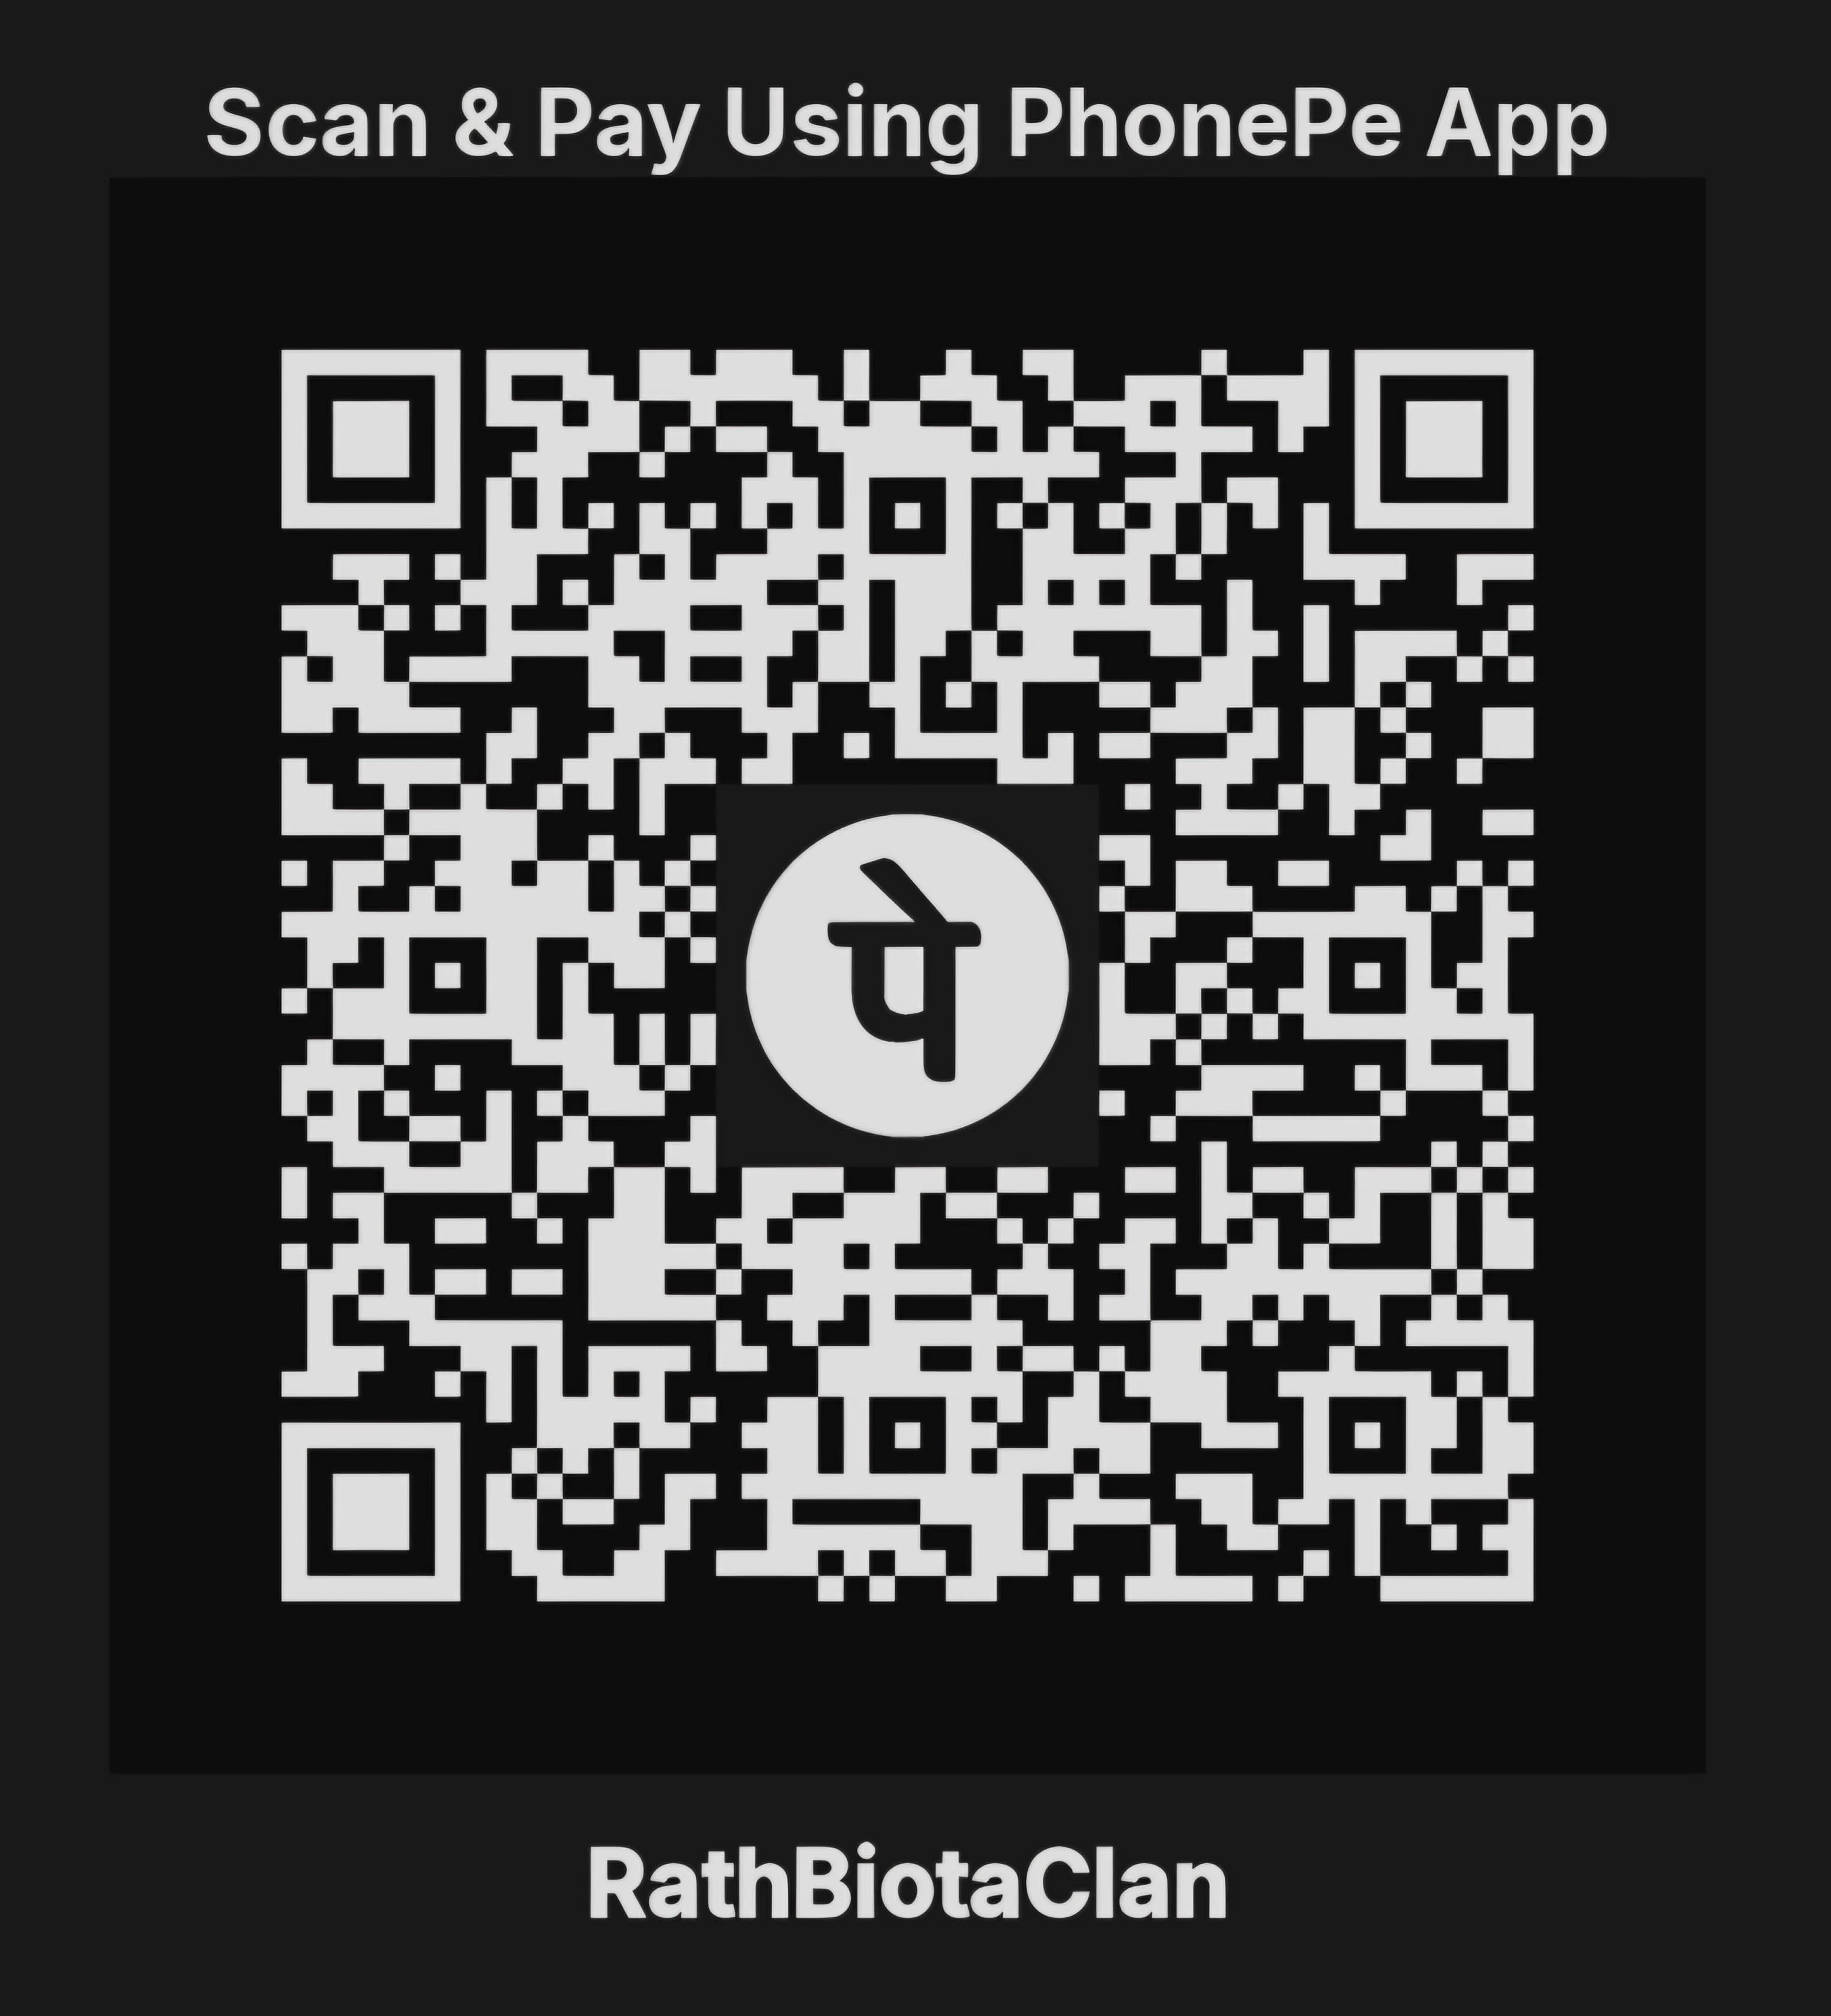 Scan & Pay Using PhonePe App
पे
RathBiotaClan